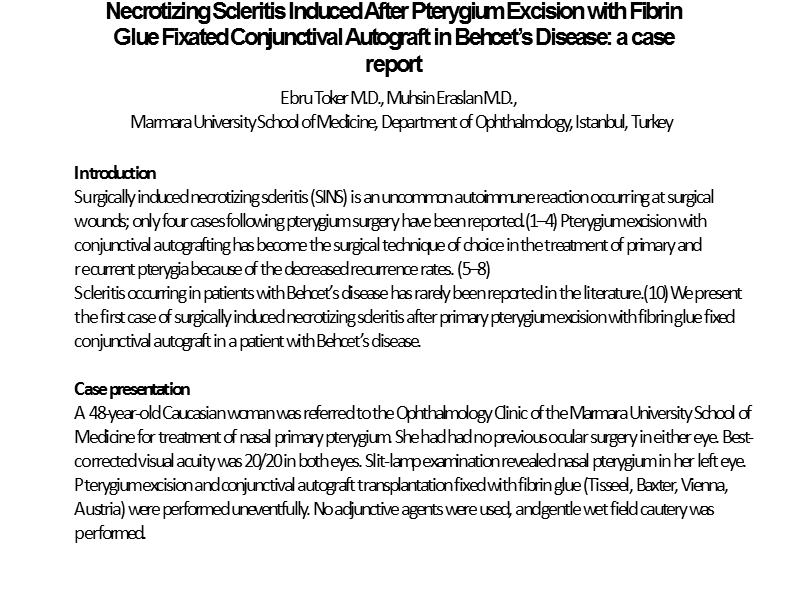 Necrotizing Scleritis Induced After Pterygium Excision with Fibrin
Glue Fixated Conjunctival Autograft in Behcet's Disease: a case
report
Ebru Toker M.D., Muhsin Eraslan M.D.,
Marmara University School of Medicine, Department of Ophthalmology, Istanbul, Turkey
Introduction
Surgically induced necrotizing scleritis (SINS) is an uncommon autoimmune reaction occurring at surgical
wounds; only four cases following pterygium surgery have been reported.(1–4) Pterygium excision with
conjunctival autografting has become the surgical technique of choice in the treatment of primary and
recurrent pterygia because of the decreased recurrence rates. (5–8)
Scleritis occurring in patients with Behcet's disease has rarely been reported in the literature.(10) We present
the first case of surgically induced necrotizing scleritis after primary pterygium excision with fibrin glue fixed
conjunctival autograft in a patient with Behcet's disease.
Case presentation
A 48-year-old Caucasian woman was referred to the Ophthalmology Clinic of the Marmara University School of
Medicine for treatment of nasal primary pterygium. She had had no previous ocular surgery in either eye. Best-
corrected visual acuity was 20/20 in both eyes. Slit-lamp examination revealed nasal pterygium in her left eye.
Pterygium excision and conjunctival autograft transplantation fixed with fibrin glue (Tisseel, Baxter, Vienna,
Austria) were performed uneventfully. No adjunctive agents were used, and gentle wet field cautery was
performed.